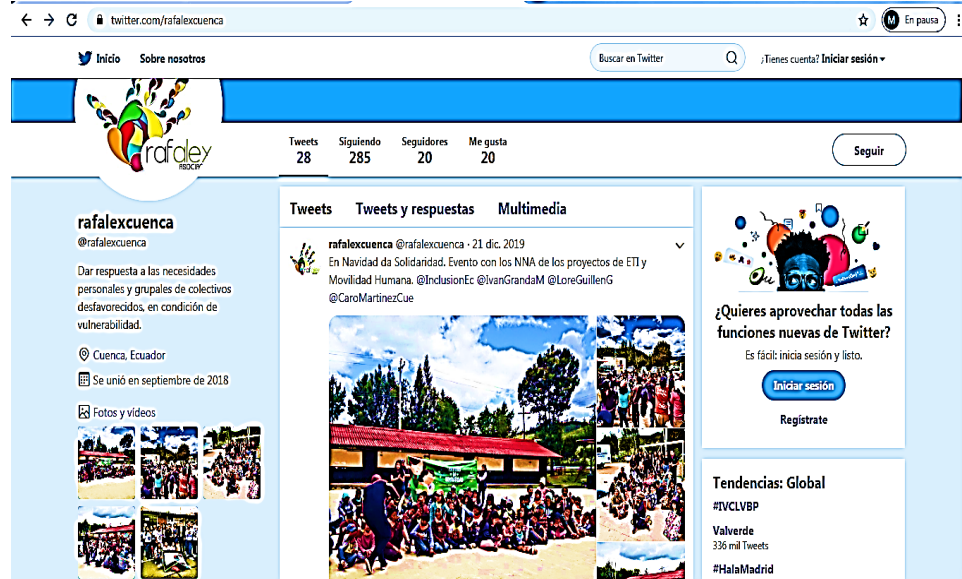 twitter.com/rafalexcuenca
M En pausa
Inicio Sobre nosotros
Buscar en Twitter
¿Tienes cuenta? Iniciar sesión
rafalex
Tweets Siguiendo Seguidores Me gusta
28 285 20 20
Seguir
Tweets Tweets y respuestas Multimedia
rafalexcuenca
@rafalexcuenca
Dar respuesta a las necesidades
personales y grupales de colectivos
desfavorecidos, en condición de
vulnerabilidad.
Cuenca, Ecuador
Se unió en septiembre de 2018
Fotos y vídeos
rafalexcuenca @rafalexcuenca · 21 dic. 2019
En Navidad da Solidaridad. Evento con los NNA de los proyectos de ETI y
Movilidad Humana. @InclusionEc @IvanGrandaM @LoreGuillenG
@CaroMartinezCue
¿Quieres aprovechar todas las
funciones nuevas de Twitter?
Es fácil: inicia sesión y listo.
Iniciar sesión
Regístrate
Tendencias: Global
#IVCLVBP
Valverde
336 mil Tweets
#HalaMadrid